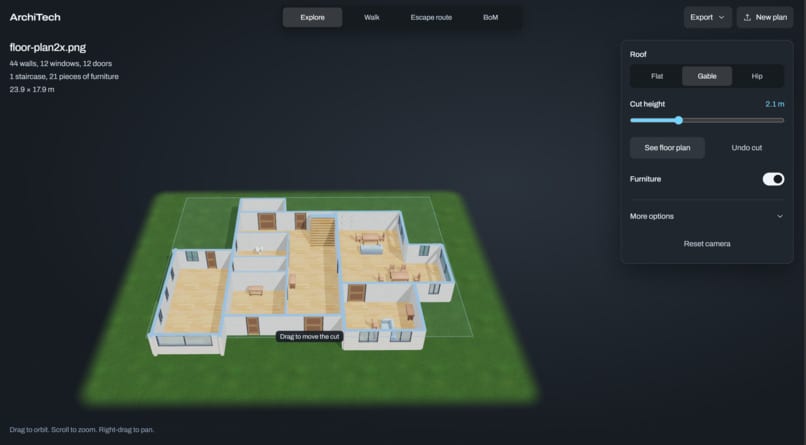 ArchiTech
Explore
Walk
Escape route
BoM
Export
New plan
floor-plan2x.png
44 walls, 12 windows, 12 doors
1 staircase, 21 pieces of furniture
23.9 × 17.9 m
Roof
Flat
Gable
Hip
Cut height
2.1 m
See floor plan
Undo cut
Furniture
More options
Reset camera
Drag to move the cut
Drag to orbit. Scroll to zoom. Right-drag to pan.